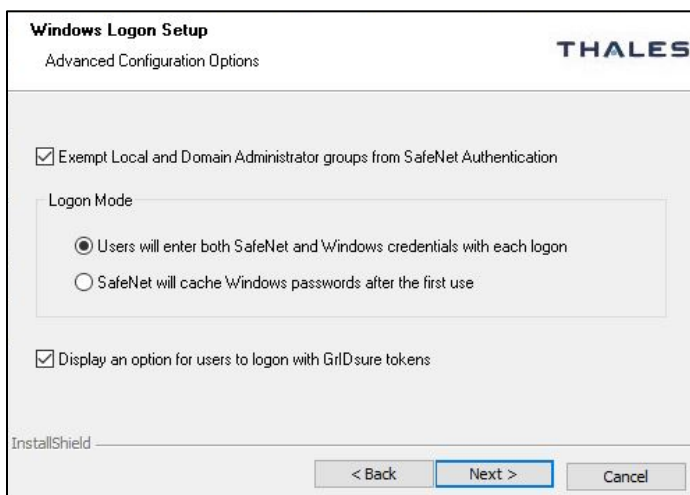 Windows Logon Setup
Advanced Configuration Options
THALES
Exempt Local and Domain Administrator groups from SafeNet Authentication
Logon Mode
Users will enter both SafeNet and Windows credentials with each logon
SafeNet will cache Windows passwords after the first use
Display an option for users to logon with GrIDsure tokens
InstallShield
< Back Next > Cancel